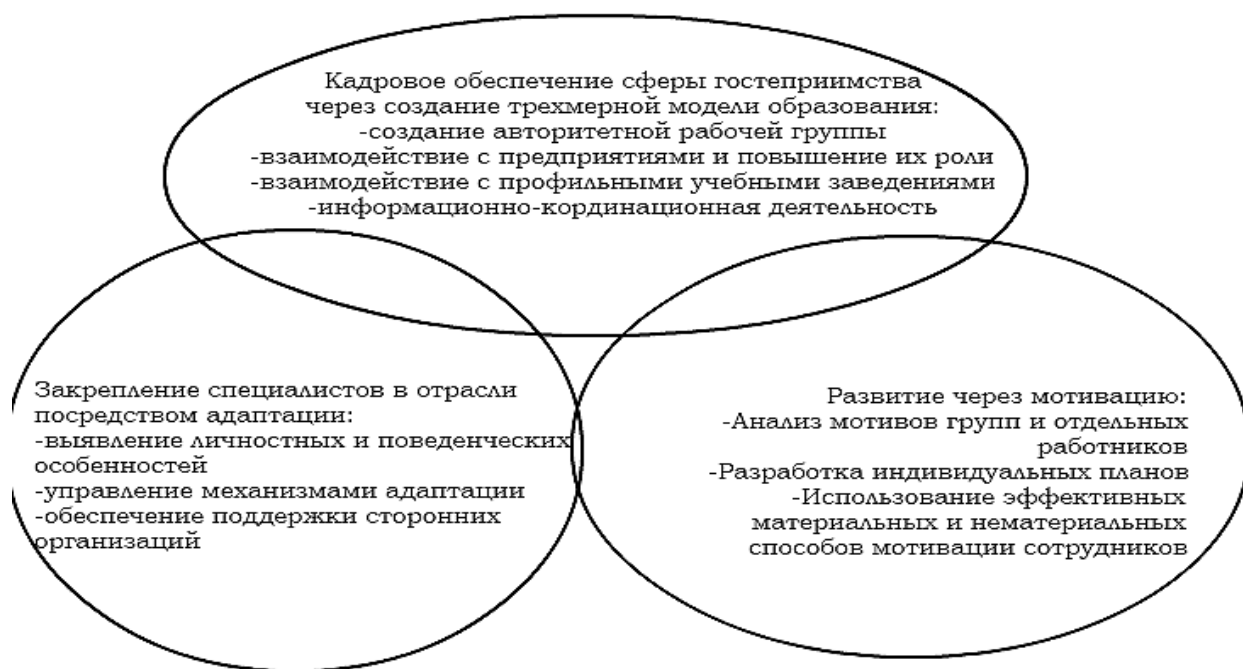 Кадровое обеспечение сферы гостеприимства
через создание трехмерной модели образования:
-создание авторитетной рабочей группы
-взаимодействие с предприятиями и повышение их роли
-взаимодействие с профильными учебными заведениями
-информационно-кординационная деятельность
Закрепление специалистов в отрасли
посредством адаптации:
-выявление личностных и поведенческих
особенностей
-управление механизмами адаптации
-обеспечение поддержки сторонних
организаций
Развитие через мотивацию:
-Анализ мотивов групп и отдельных
работников
-Разработка индивидуальных планов
-Использование эффективных
материальных и нематериальных
способов мотивации сотрудников